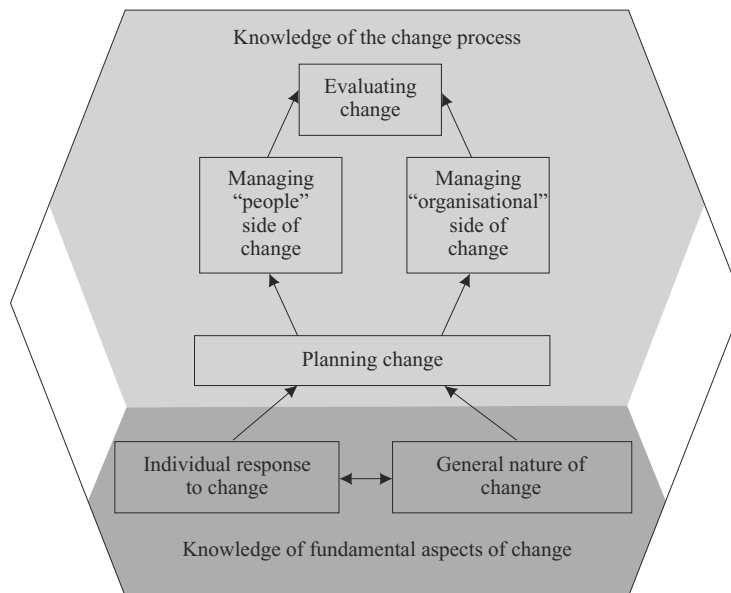 Knowledge of the change process
Evaluating
change
Managing
“people”
side of
change
Managing
“organisational”
side of
change
Planning change
Individual response
to change
General nature of
change
Knowledge of fundamental aspects of change